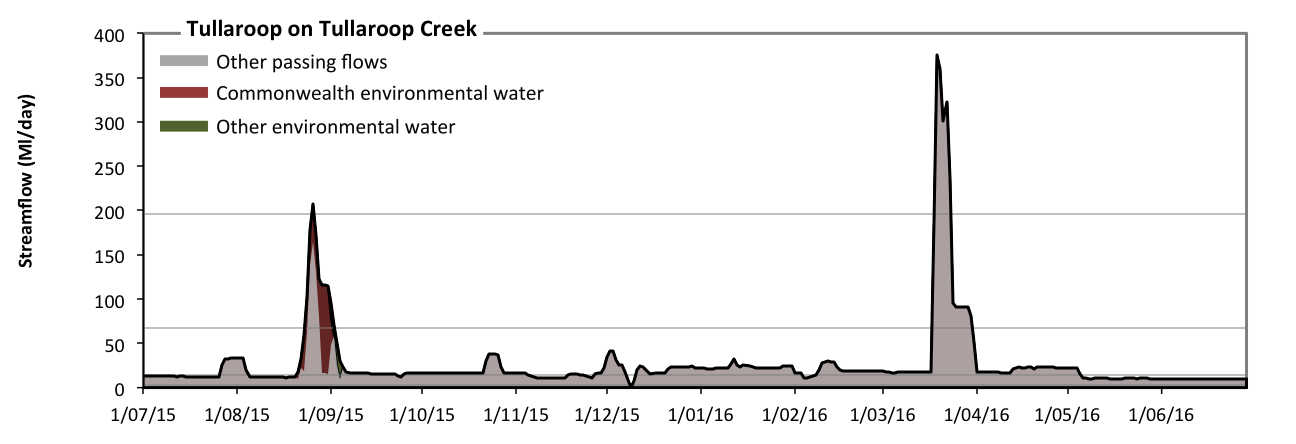 Tullaroop on Tullaroop Creek
Other passing flows
Commonwealth environmental water
Other environmental water
Streamflow (Ml/day)
400
350
300
250
200
150
100
50
0
1/07/15 1/08/15 1/09/15 1/10/15 1/11/15 1/12/15 1/01/16 1/02/16 1/03/16 1/04/16 1/05/16 1/06/16